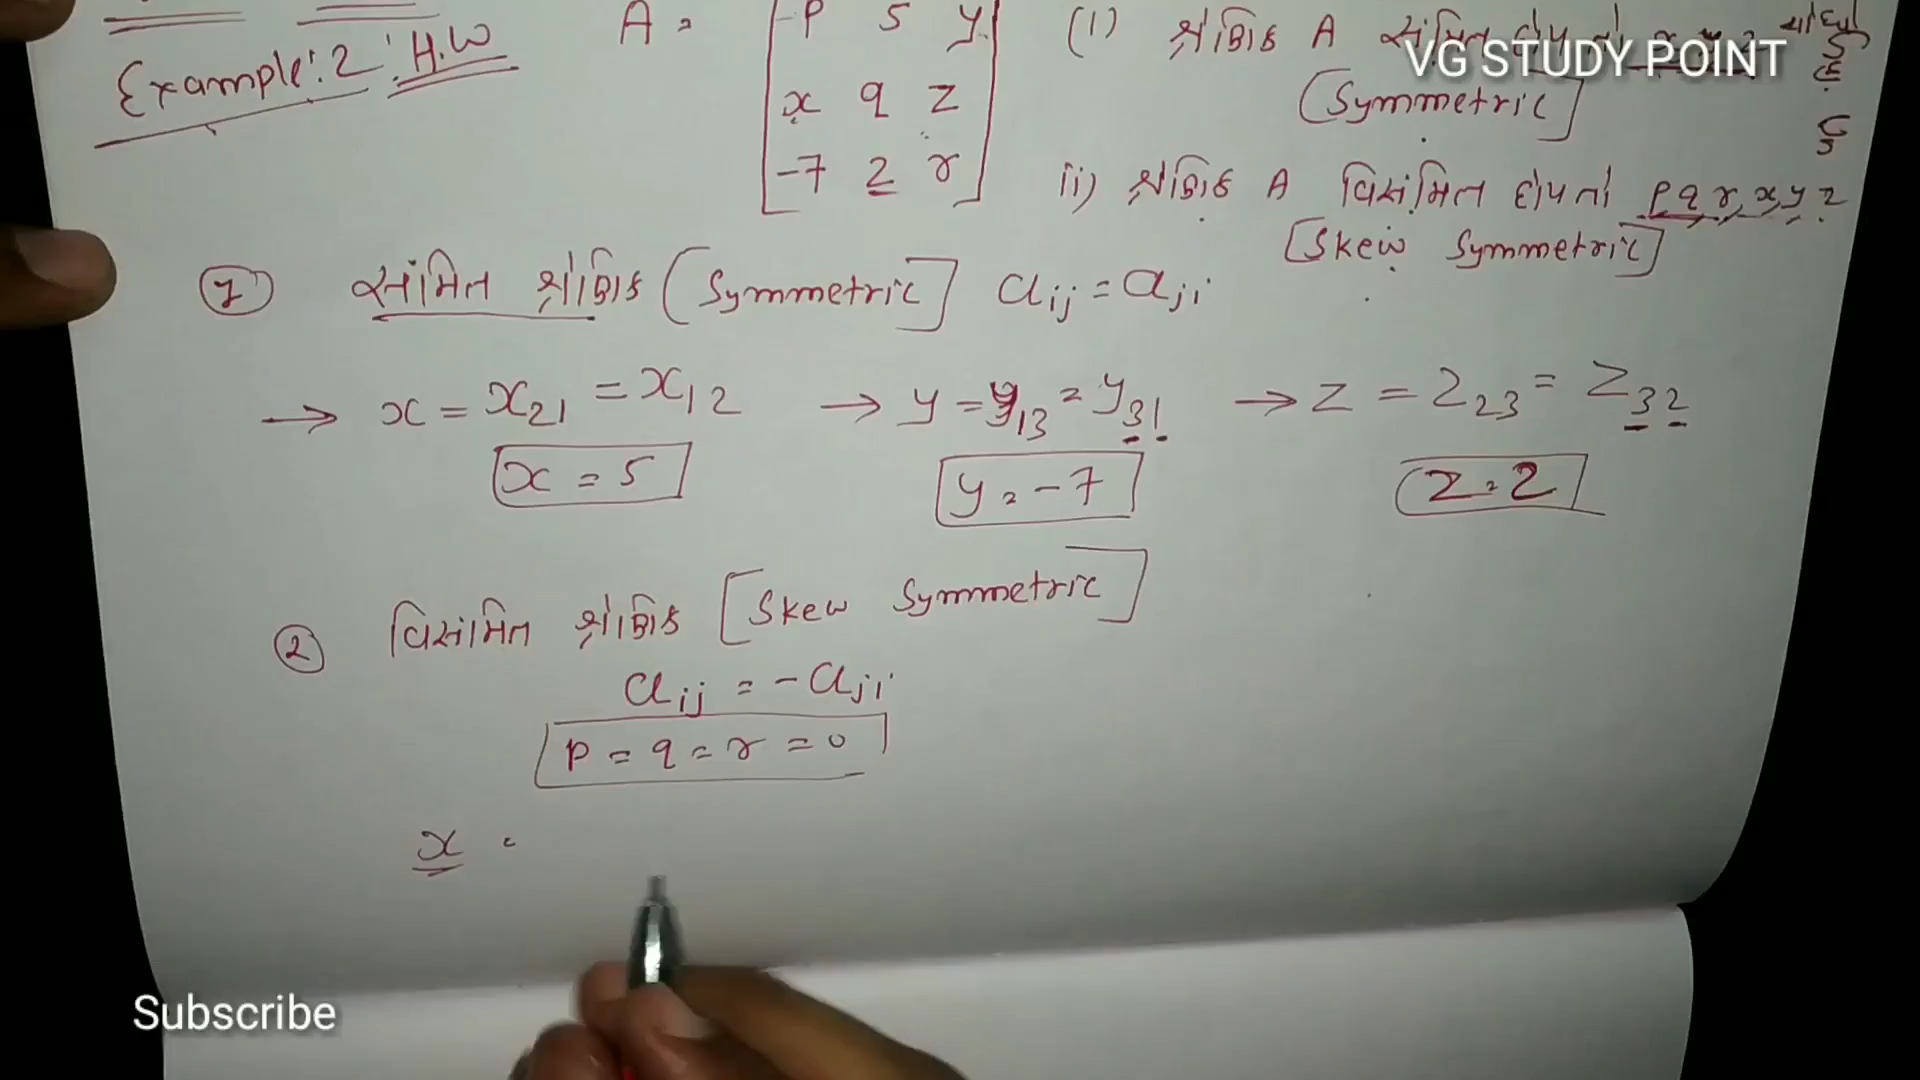 Example:2 H.W A = [ P 5 y
x q z
-7 2 r ]
(1) શ્રેણિક A
VG STUDY POINT
[Symmetric]
ii) શ્રેણિક A વિસંમિત હોય તો p q r, x, y z
[Skew Symmetric]
1 સંમિત શ્રેણિક [Symmetric] aij = aji
→ x = x21 = x12 → y = y13 = y31 → z = z23 = z32
x = 5 y = -7 z = 2
2 વિસંમિત શ્રેણિક [Skew Symmetric]
aij = -aji
p = q = r = 0
x =
Subscribe